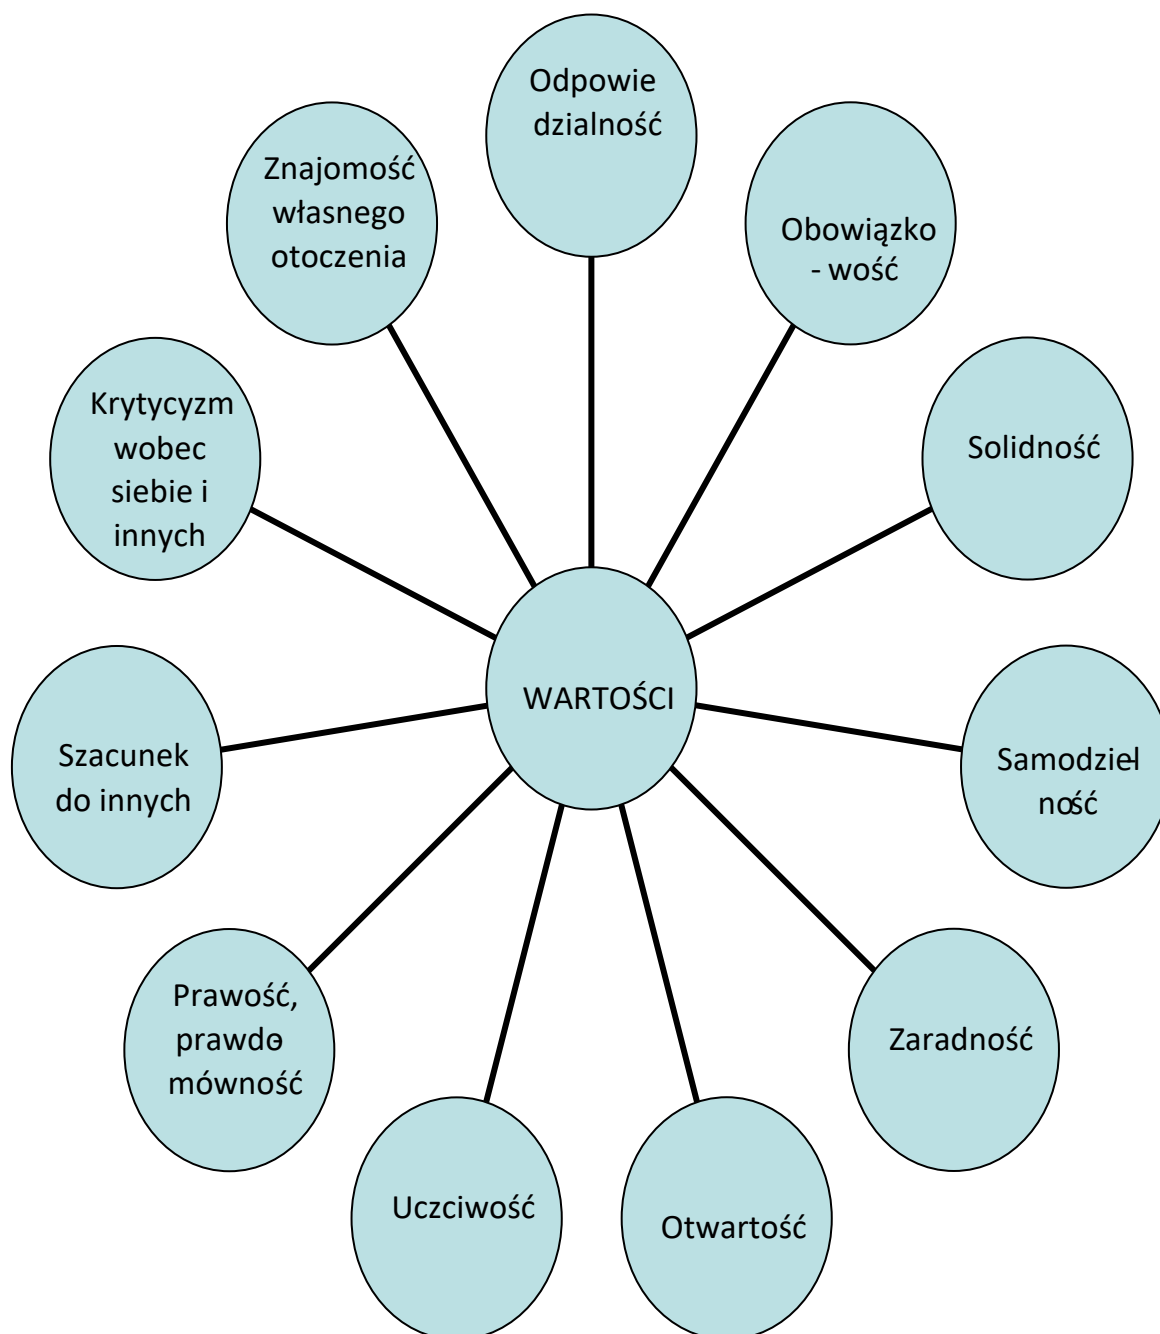 Odpowie
dzialność
Obowiązko
- wość
Solidność
Samodziel-
ność
Zaradność
Otwartość
Uczciwość
Prawość,
prawdo-
mówność
Szacunek
do innych
Krytycyzm
wobec
siebie i
innych
Znajomość
własnego
otoczenia
WARTOŚCI